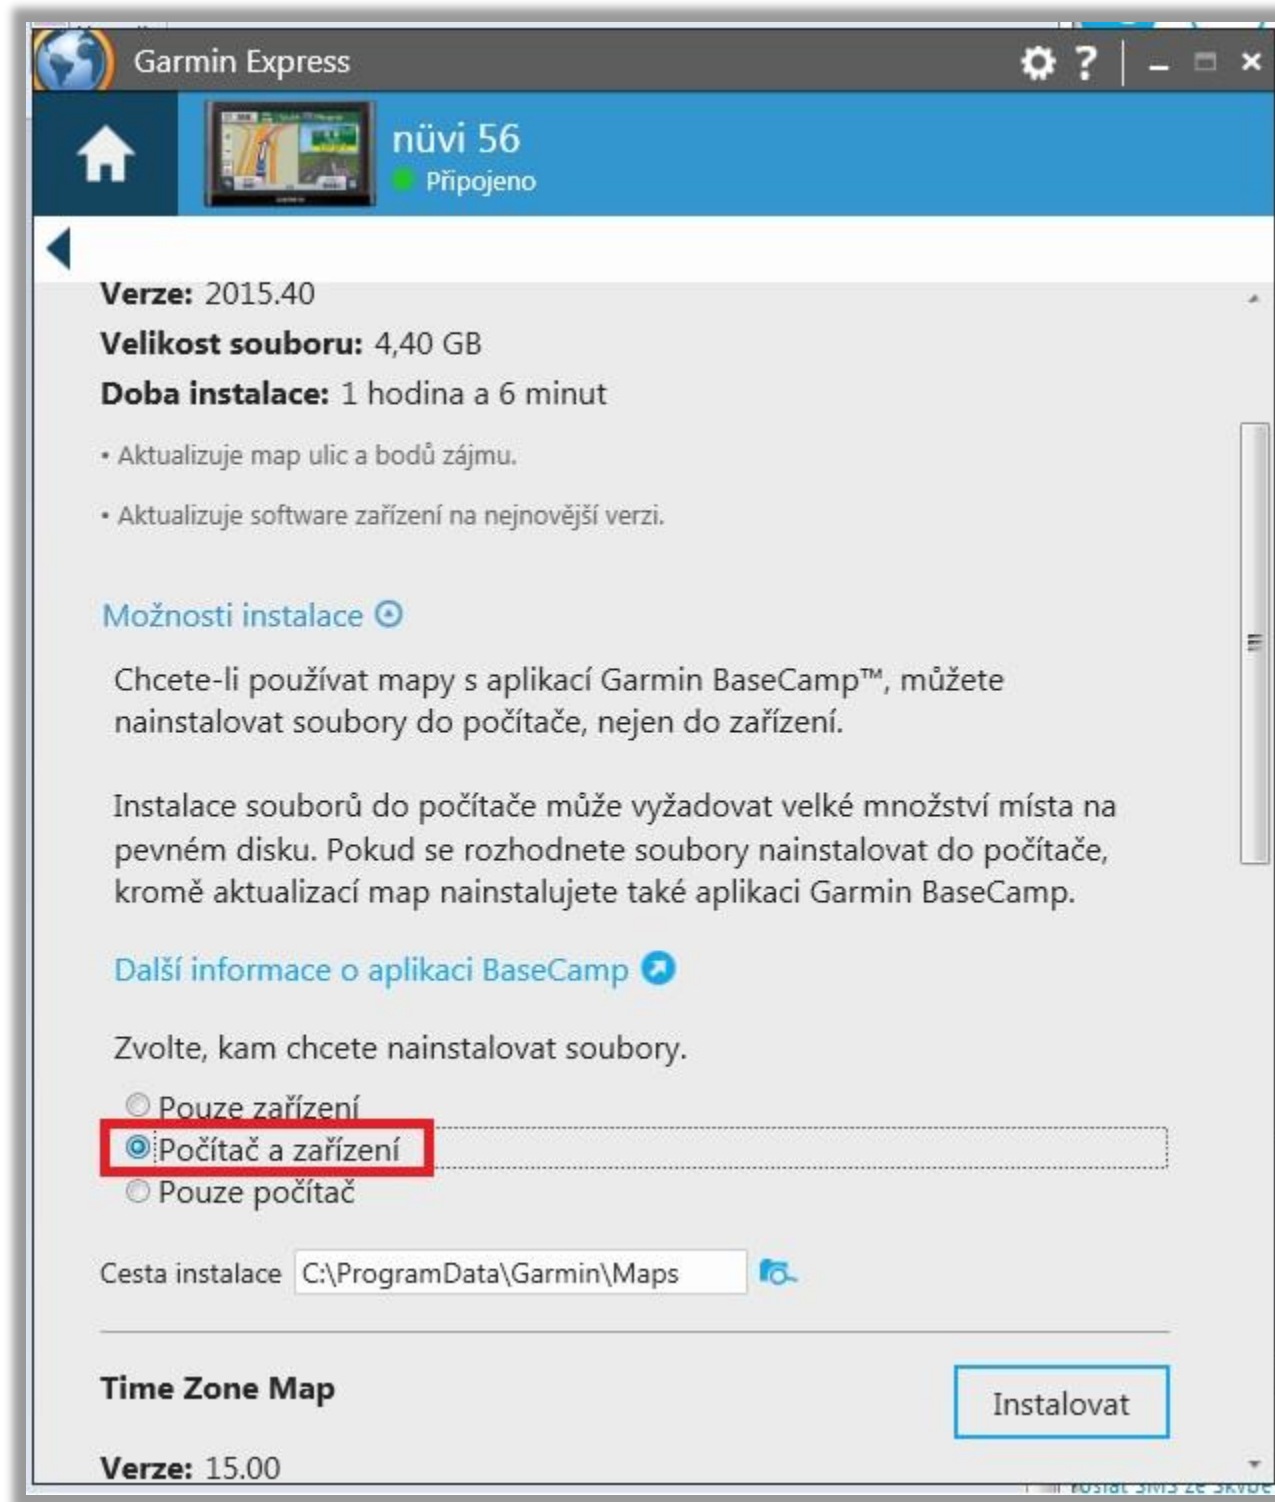 Garmin Express
?
nüvi 56
Připojeno
Verze: 2015.40
Velikost souboru: 4,40 GB
Doba instalace: 1 hodina a 6 minut
• Aktualizuje map ulic a bodů zájmu.
• Aktualizuje software zařízení na nejnovější verzi.
Možnosti instalace
Chcete-li používat mapy s aplikací Garmin BaseCamp™, můžete
nainstalovat soubory do počítače, nejen do zařízení.
Instalace souborů do počítače může vyžadovat velké množství místa na
pevném disku. Pokud se rozhodnete soubory nainstalovat do počítače,
kromě aktualizací map nainstalujete také aplikaci Garmin BaseCamp.
Další informace o aplikaci BaseCamp
Zvolte, kam chcete nainstalovat soubory.
Pouze zařízení
Počítač a zařízení
Pouze počítač
Cesta instalace C:\ProgramData\Garmin\Maps
Time Zone Map
Instalovat
Verze: 15.00